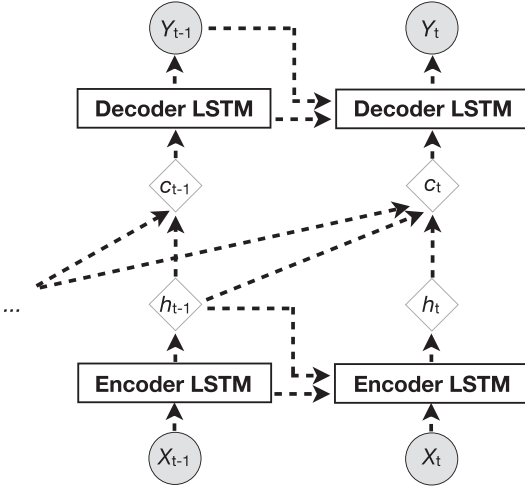 Yt-1 Yt
Decoder LSTM Decoder LSTM
ct-1 ct
... ht-1 ht
Encoder LSTM Encoder LSTM
Xt-1 Xt